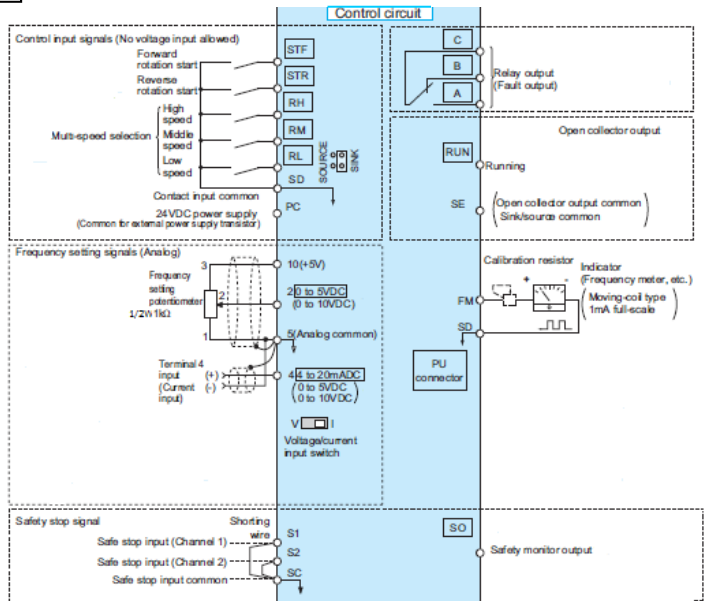 Control circuit
Control input signals (No voltage input allowed)
Forward
rotation start
Reverse
rotation start
High
speed
Multi-speed selection
Middle
speed
Low
speed
Contact input common
24VDC power supply
(Common for external power supply transistor)
STF
STR
RH
RM
RL
SD
PC
SOURCE
SINK
C
B
A
Relay output
(Fault output)
Open collector output
RUN
Running
SE
Open collector output common
Sink/source common
Frequency setting signals (Analog)
Frequency
setting
potentiometer
1/2W1kΩ
3
2
1
10(+5V)
2 0 to 5VDC
(0 to 10VDC)
5(Analog common)
Terminal 4
input
(Current
input)
(+)
(-)
4 4 to 20mADC
0 to 5VDC
0 to 10VDC
V
I
Voltage/current
input switch
Calibration resistor
+
-
Indicator
(Frequency meter, etc.)
Moving-coil type
1mA full-scale
FM
SD
PU
connector
Safety stop signal
Shorting
wire
Safe stop input (Channel 1)
Safe stop input (Channel 2)
Safe stop input common
S1
S2
SC
SO
Safety monitor output